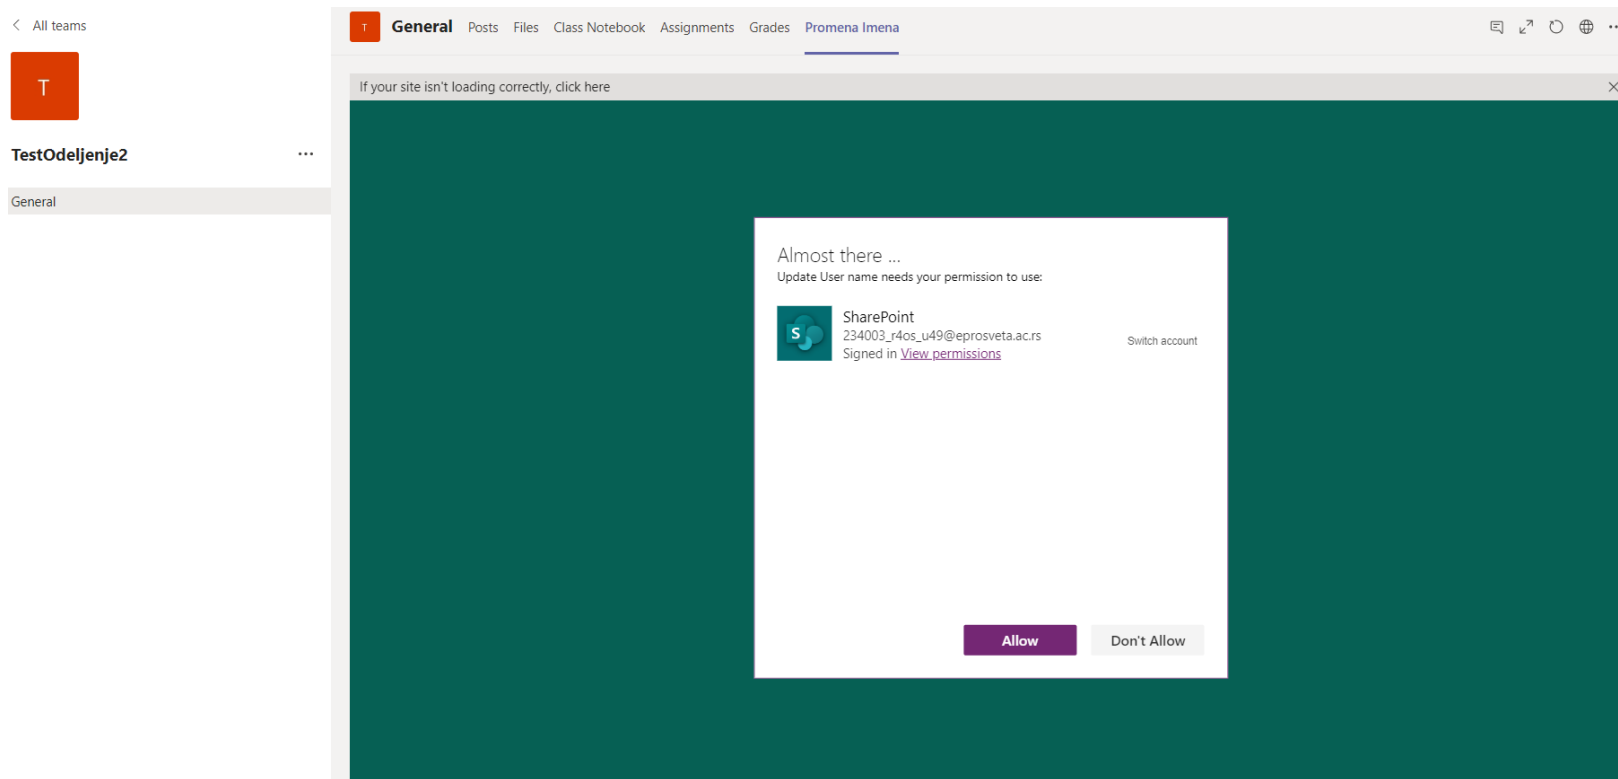 All teams
T
TestOdeljenje2
General
T General Posts Files Class Notebook Assignments Grades Promena Imena
If your site isn't loading correctly, click here
Almost there ...
Update User name needs your permission to use:
S
SharePoint
234003_r4os_u49@eprosveta.ac.rs
Signed in View permissions
Switch account
Allow Don't Allow